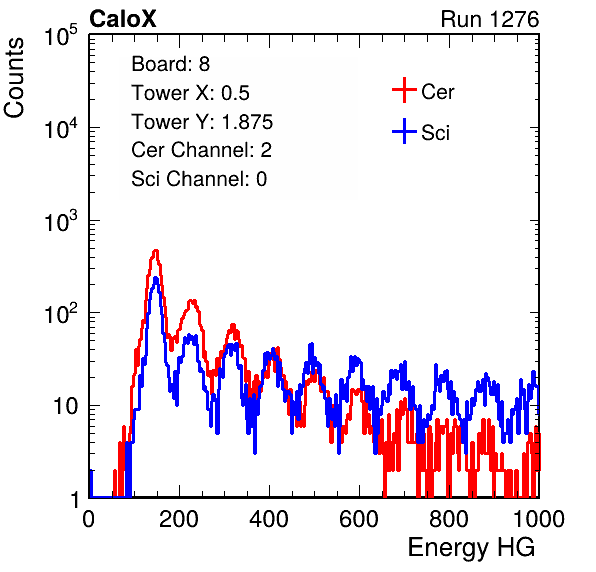 CaloX Run 1276
Counts
10^5
10^4
10^3
10^2
10
1
Board: 8
Tower X: 0.5
Tower Y: 1.875
Cer Channel: 2
Sci Channel: 0
Cer
Sci
0 200 400 600 800 1000
Energy HG